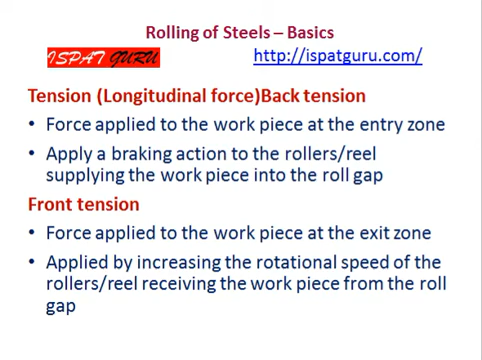 Rolling of Steels – Basics
ISPAT GURU http://ispatguru.com/
Tension (Longitudinal force)Back tension
• Force applied to the work piece at the entry zone
• Apply a braking action to the rollers/reel
supplying the work piece into the roll gap
Front tension
• Force applied to the work piece at the exit zone
• Applied by increasing the rotational speed of the
rollers/reel receiving the work piece from the roll
gap